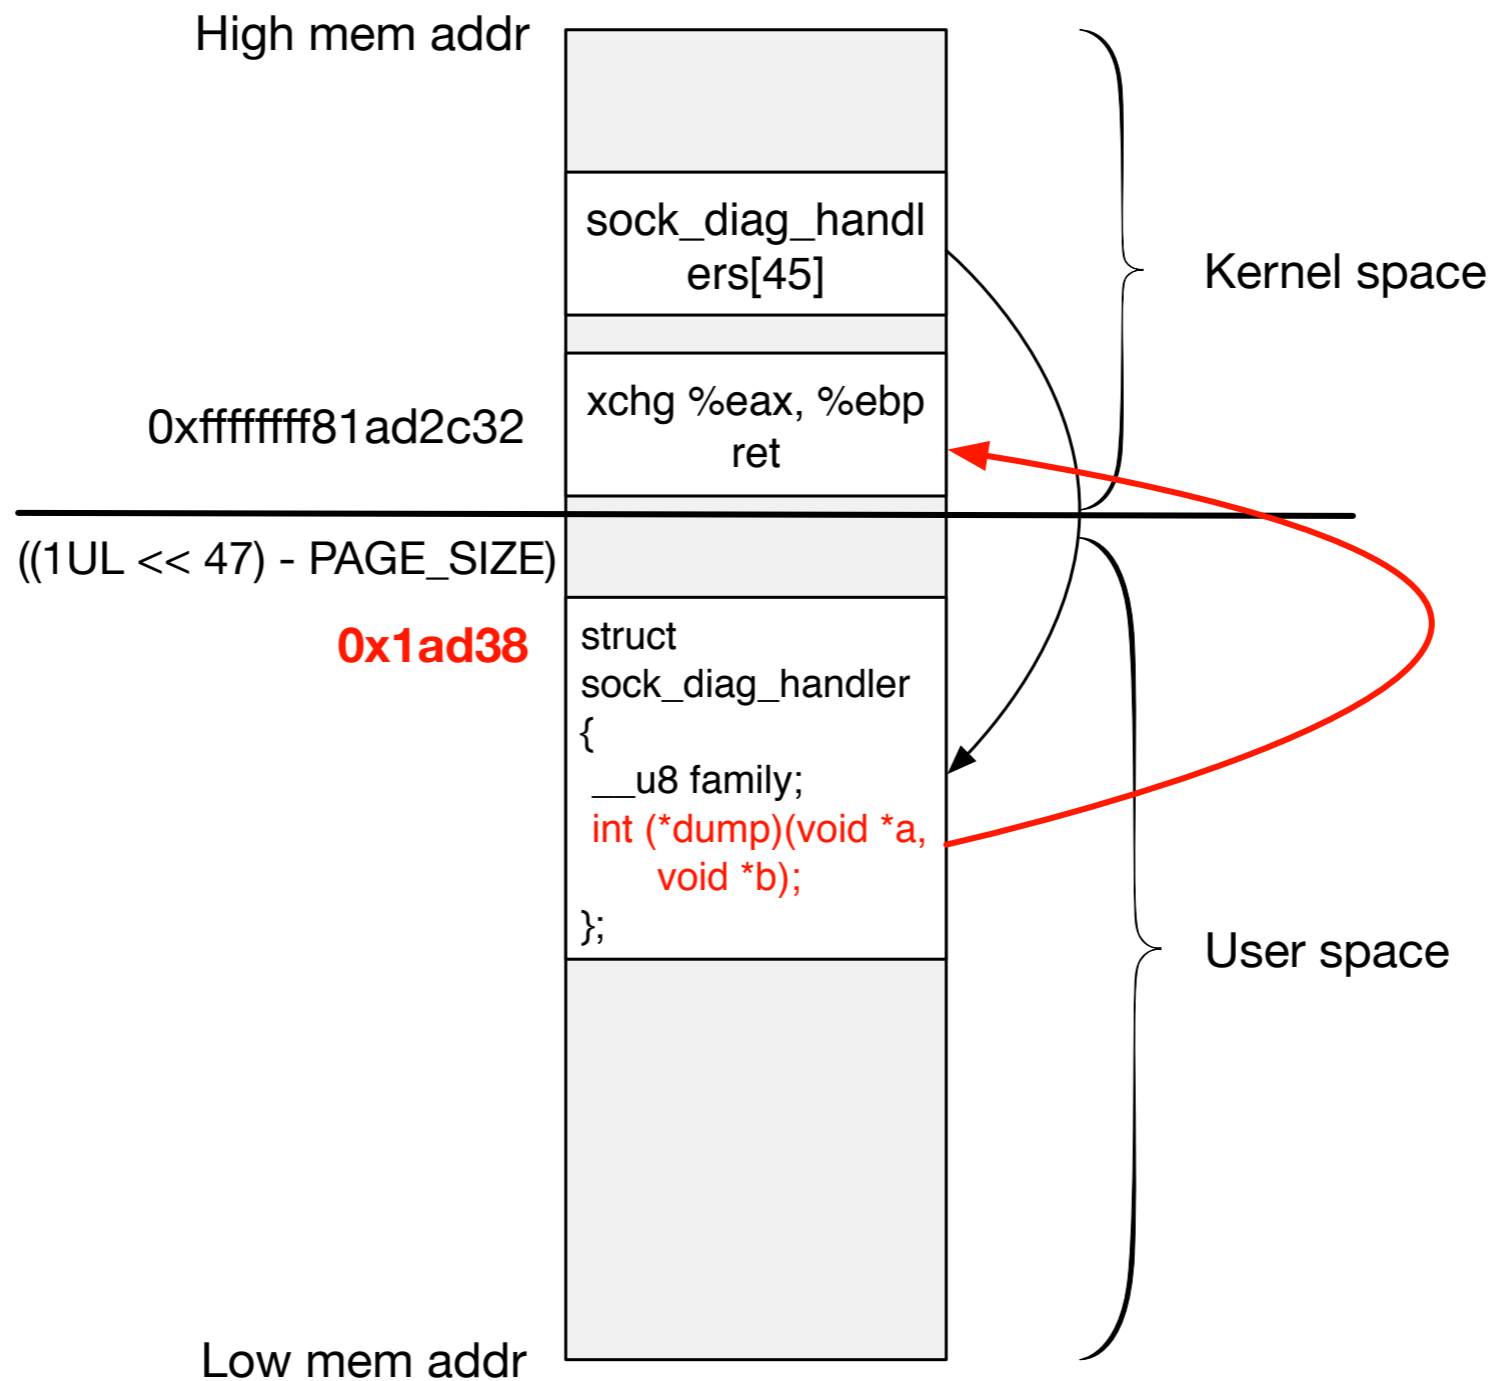 High mem addr
sock_diag_handl
ers[45]
Kernel space
0xffffffff81ad2c32
xchg %eax, %ebp
ret
((1UL << 47) - PAGE_SIZE)
0x1ad38
struct
sock_diag_handler
{
__u8 family;
int (*dump)(void *a,
void *b);
};
User space
Low mem addr